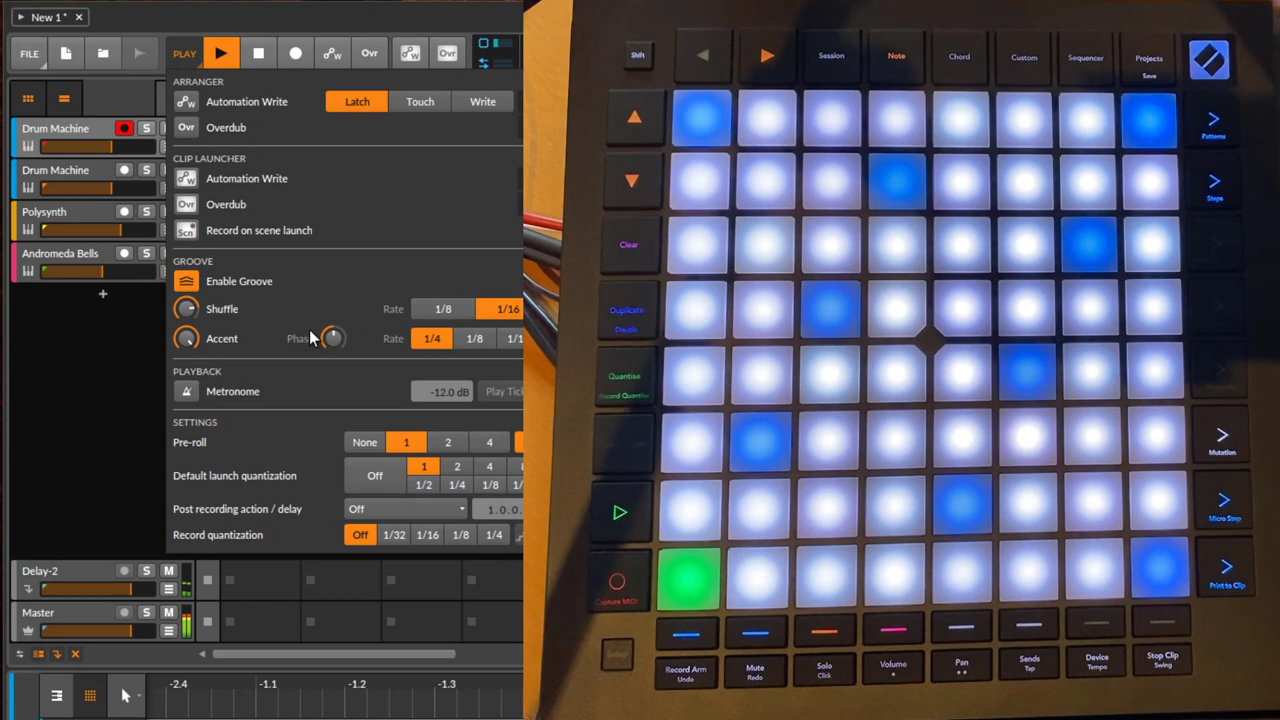 New 1*
FILE
PLAY
Ovr
Ovr
ARRANGER
Automation Write
Latch
Touch
Write
Ovr
Overdub
CLIP LAUNCHER
Automation Write
Ovr
Overdub
Scn
Record on scene launch
GROOVE
Enable Groove
Shuffle
Rate
1/8
1/16
Accent
Rate
1/4
1/8
PLAYBACK
Metronome
-12.0 dB
SETTINGS
Pre-roll
None
1
2
4
Default launch quantization
Off
1
2
4
1/2
1/4
1/8
Post recording action / delay
Off
Record quantization
Off
1/32
1/16
1/8
1/4
Drum Machine
S
Drum Machine
S
Polysynth
S
Andromeda Bells
S
Delay-2
S
M
Master
S
M
-2.4
-1.1
-1.2
-1.3
Shift
Session
Note
Chord
Custom
Sequencer
Projects
Save
Patterns
Steps
Clear
Duplicate
Double
Quantise
Record Quantise
Mutation
Micro Step
Capture MIDI
Print to Clip
Setup
Record Arm
Undo
Mute
Redo
Solo
Click
Volume
Pan
Sends
Tap
Device
Tempo
Stop Clip
Swing